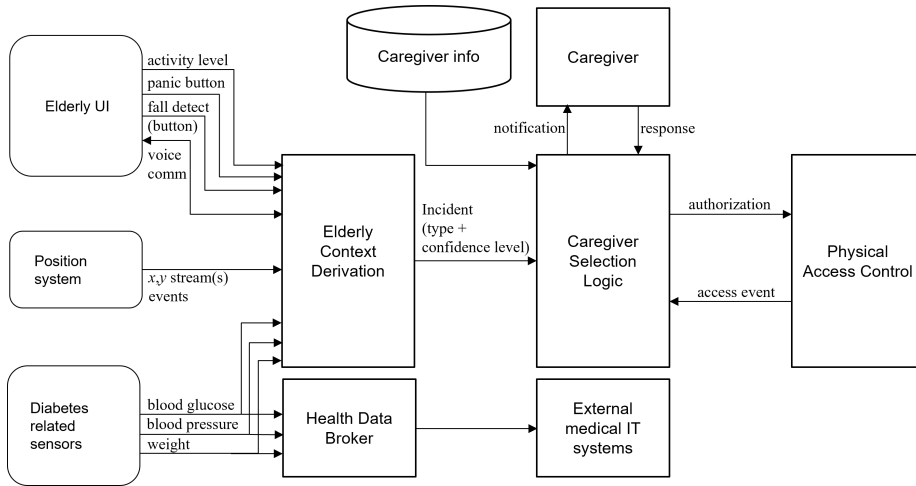 Caregiver info
Caregiver
Elderly UI
activity level
panic button
fall detect
(button)
voice
comm
notification
response
Elderly
Context
Derivation
Incident
(type +
confidence level)
Caregiver
Selection
Logic
authorization
access event
Physical
Access Control
Position
system
x,y stream(s)
events
Diabetes
related
sensors
blood glucose
blood pressure
weight
Health Data
Broker
External
medical IT
systems